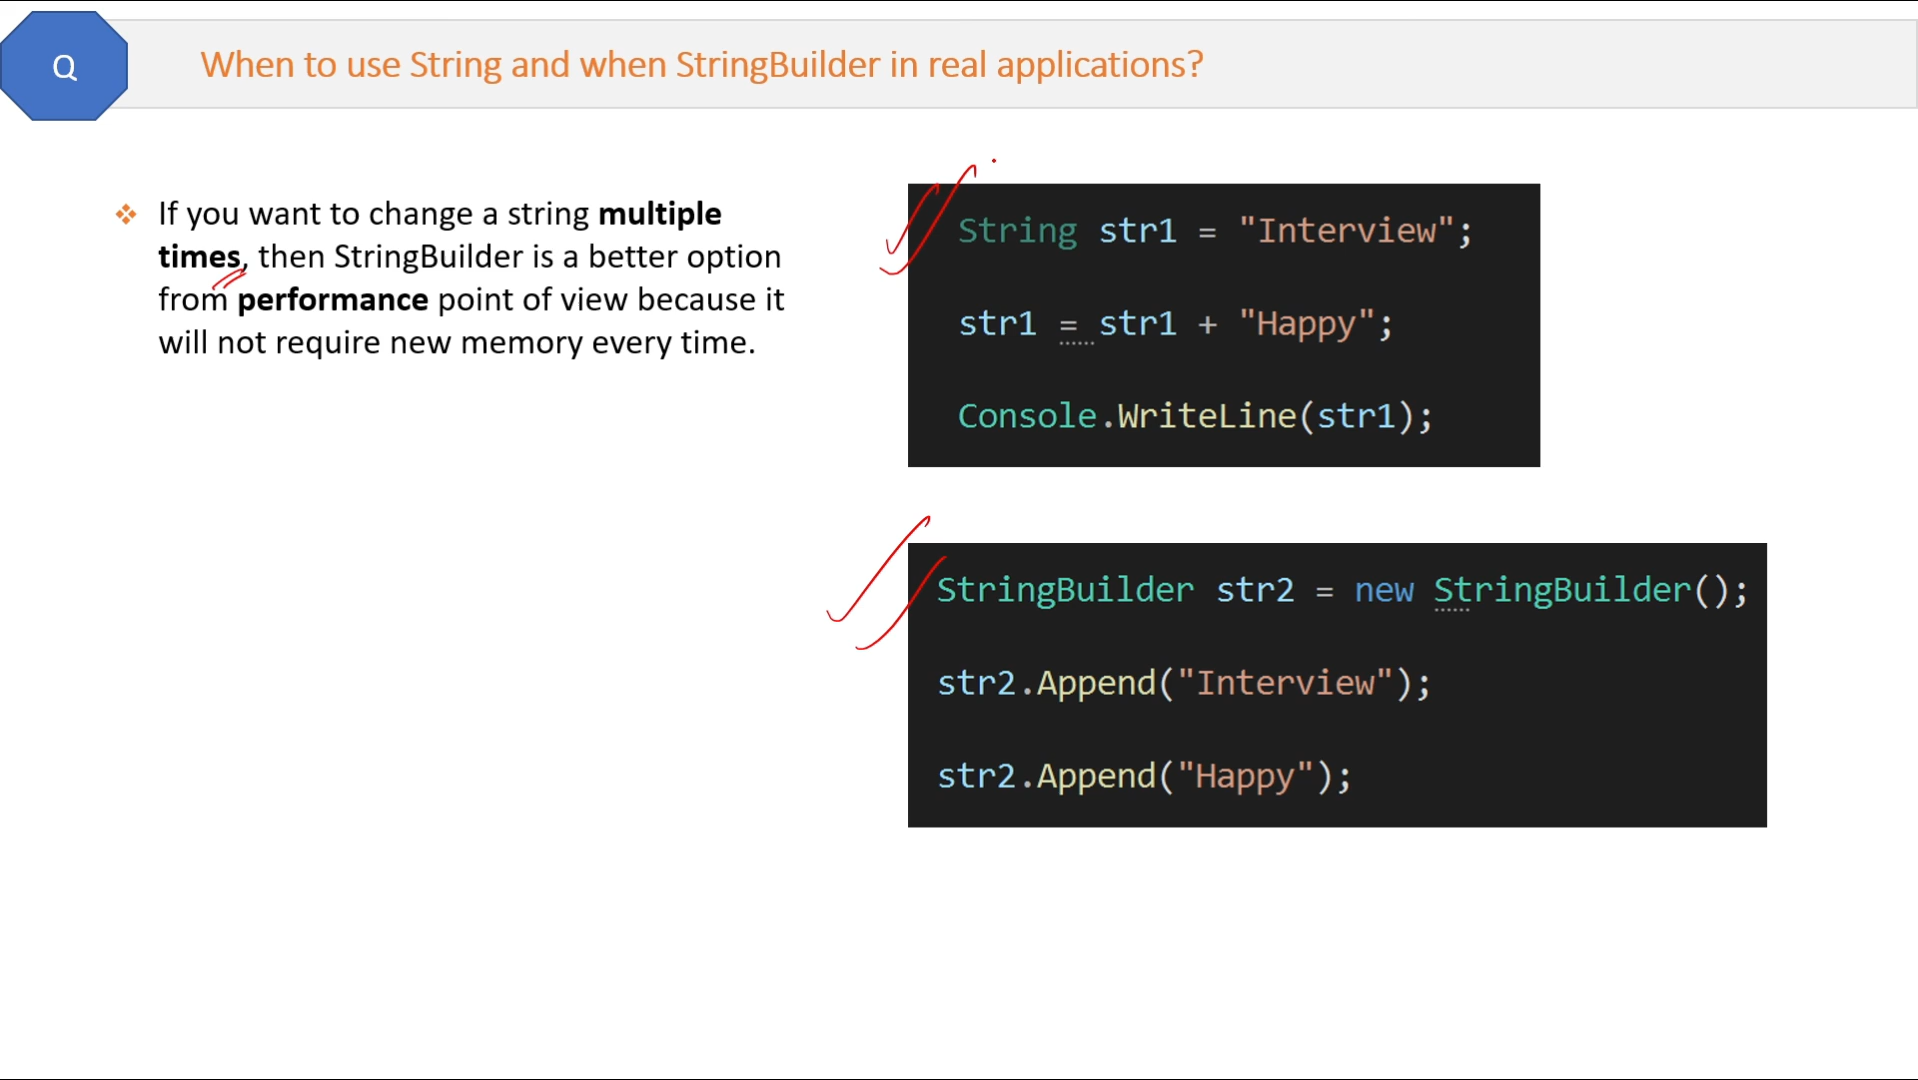 Q
When to use String and when StringBuilder in real applications?
If you want to change a string multiple
times, then StringBuilder is a better option
from performance point of view because it
will not require new memory every time.
String str1 = "Interview";
str1 = str1 + "Happy";
Console.WriteLine(str1);
StringBuilder str2 = new StringBuilder();
str2.Append("Interview");
str2.Append("Happy");